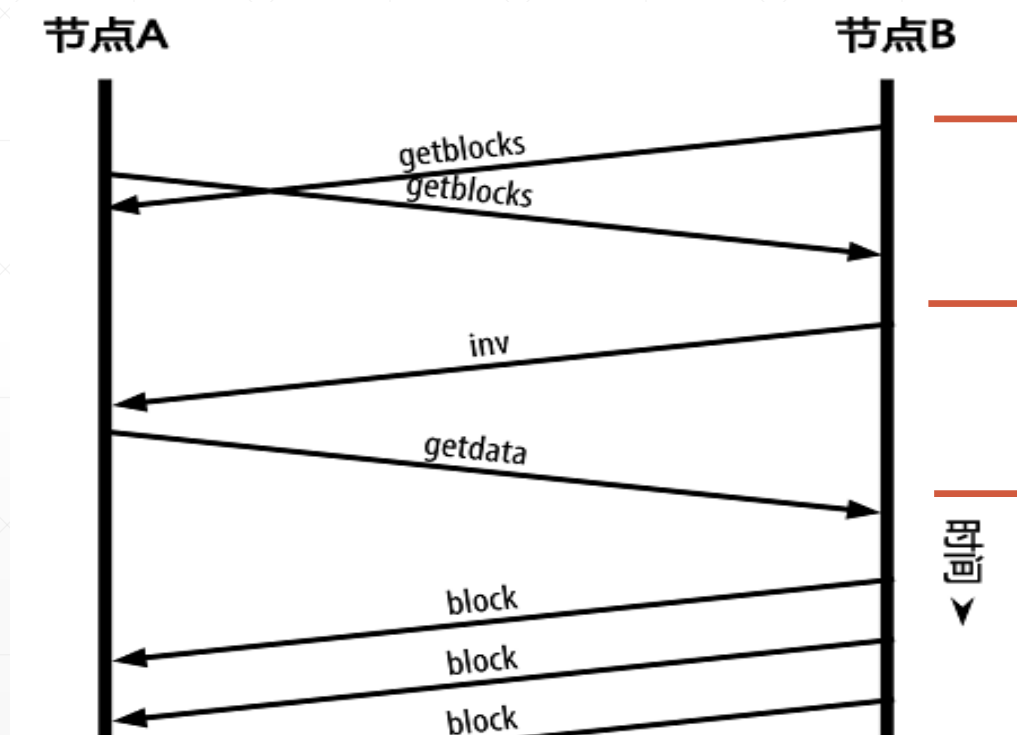 节点A
节点B
getblocks
getblocks
inv
getdata
时间
block
block
block